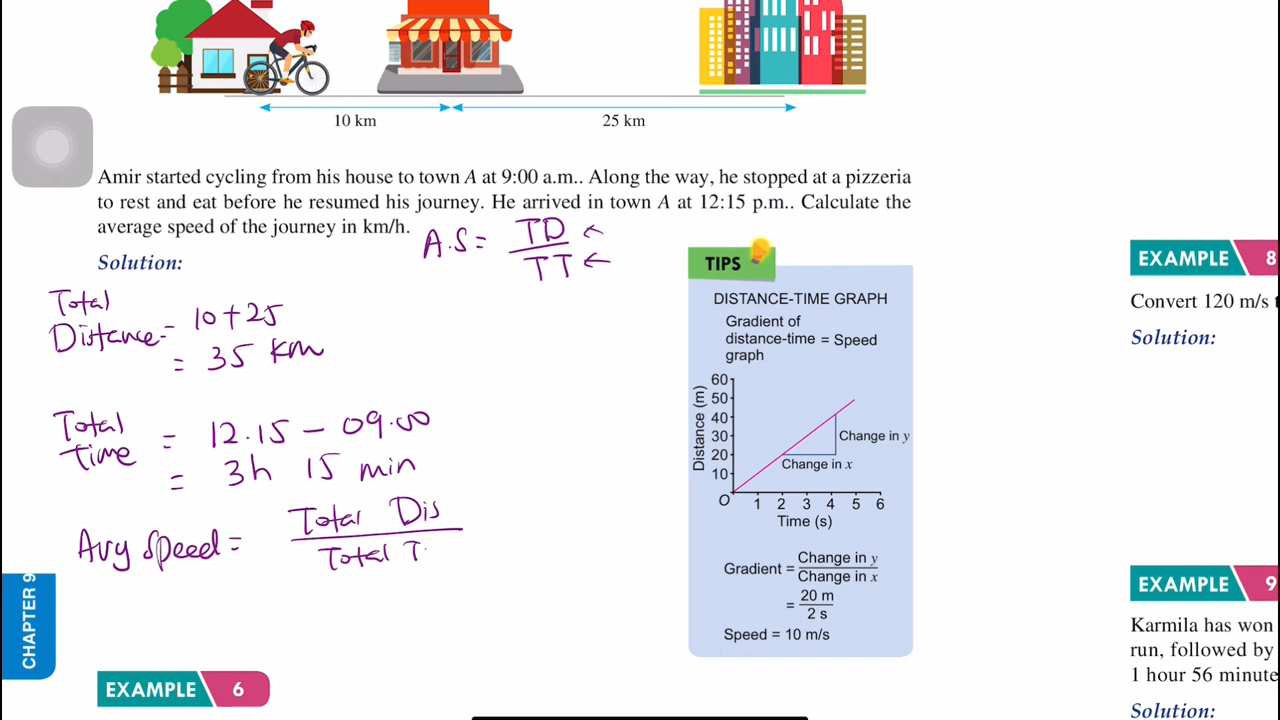 10 km
25 km
Amir started cycling from his house to town A at 9:00 a.m.. Along the way, he stopped at a pizzeria
to rest and eat before he resumed his journey. He arrived in town A at 12:15 p.m.. Calculate the
average speed of the journey in km/h.
A.S = TD ←
TT ←
Solution:
Total
Distance = 10+25
= 35 km
Total
time = 12.15 – 09.00
= 3h 15 min
Avg speed = Total Dis
Total T
TIPS
DISTANCE-TIME GRAPH
Gradient of
distance-time = Speed
graph
Distance (m)
60
50
40
30
20
10
O
1 2 3 4 5 6
Time (s)
Change in y
Change in x
Gradient = Change in y
Change in x
= 20 m
2 s
Speed = 10 m/s
CHAPTER 9
EXAMPLE 6
EXAMPLE 8
Convert 120 m/s
Solution:
EXAMPLE 9
Karmila has won
run, followed by
1 hour 56 minute
Solution: